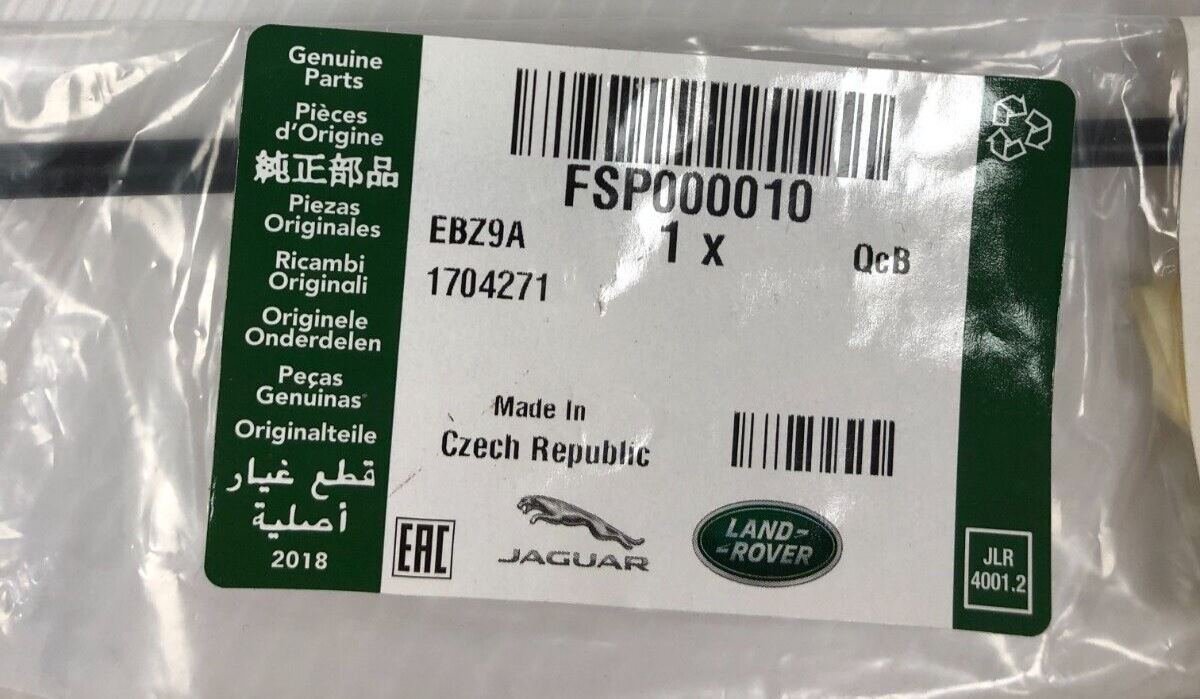 Genuine
Parts
Pièces
d'Origine
純正部品
Piezas
Originales
Ricambi
Originali
Originele
Onderdelen
Peças
Genuinas
Originalteile
قطع غيار
أصلية
2018
FSP000010
EBZ9A
1 X
QcB
1704271
Made In
Czech Republic
EAC
JAGUAR
LAND-
-ROVER
JLR
4001.2